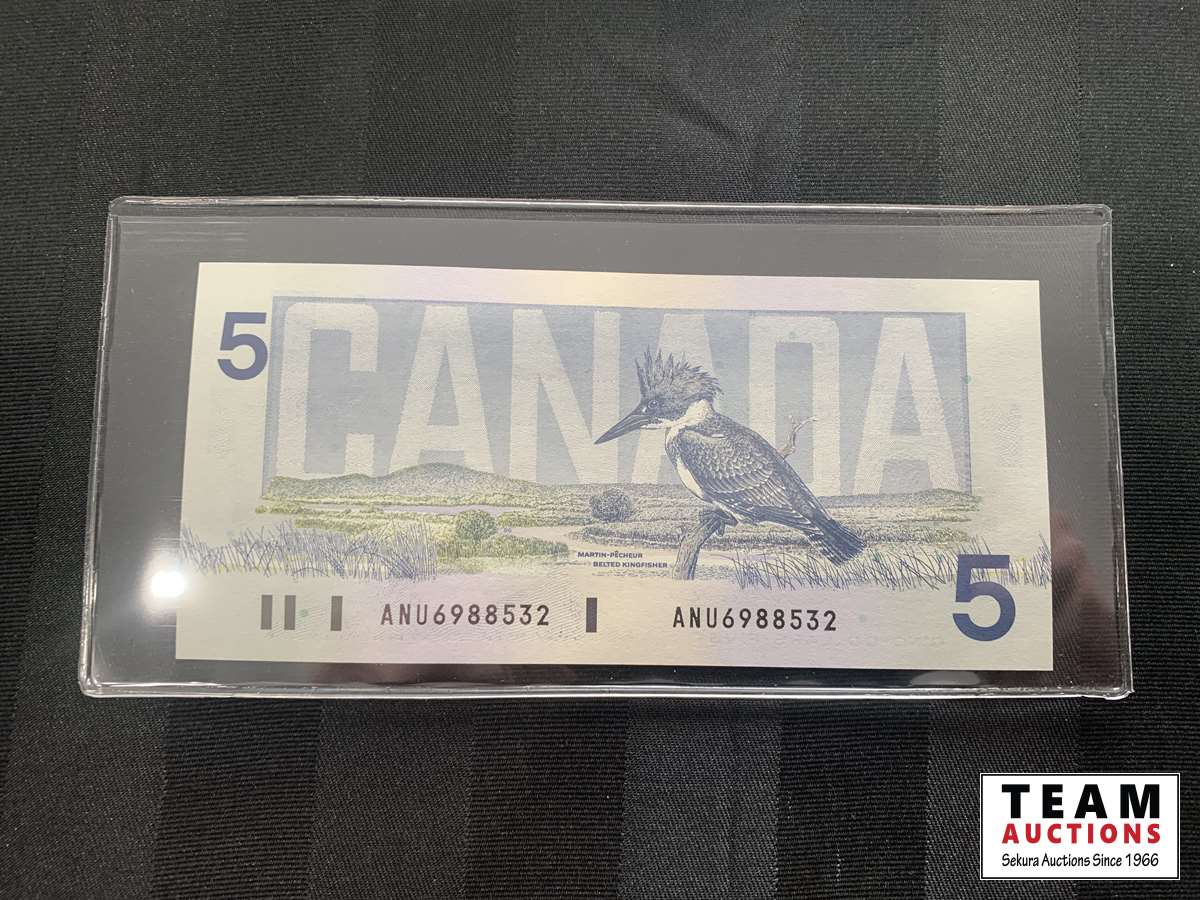 5
CANADA
MARTIN-PÊCHEUR
BELTED KINGFISHER
5
ANU6988532 ANU6988532
TEAM
AUCTIONS
Sekura Auctions Since 1966